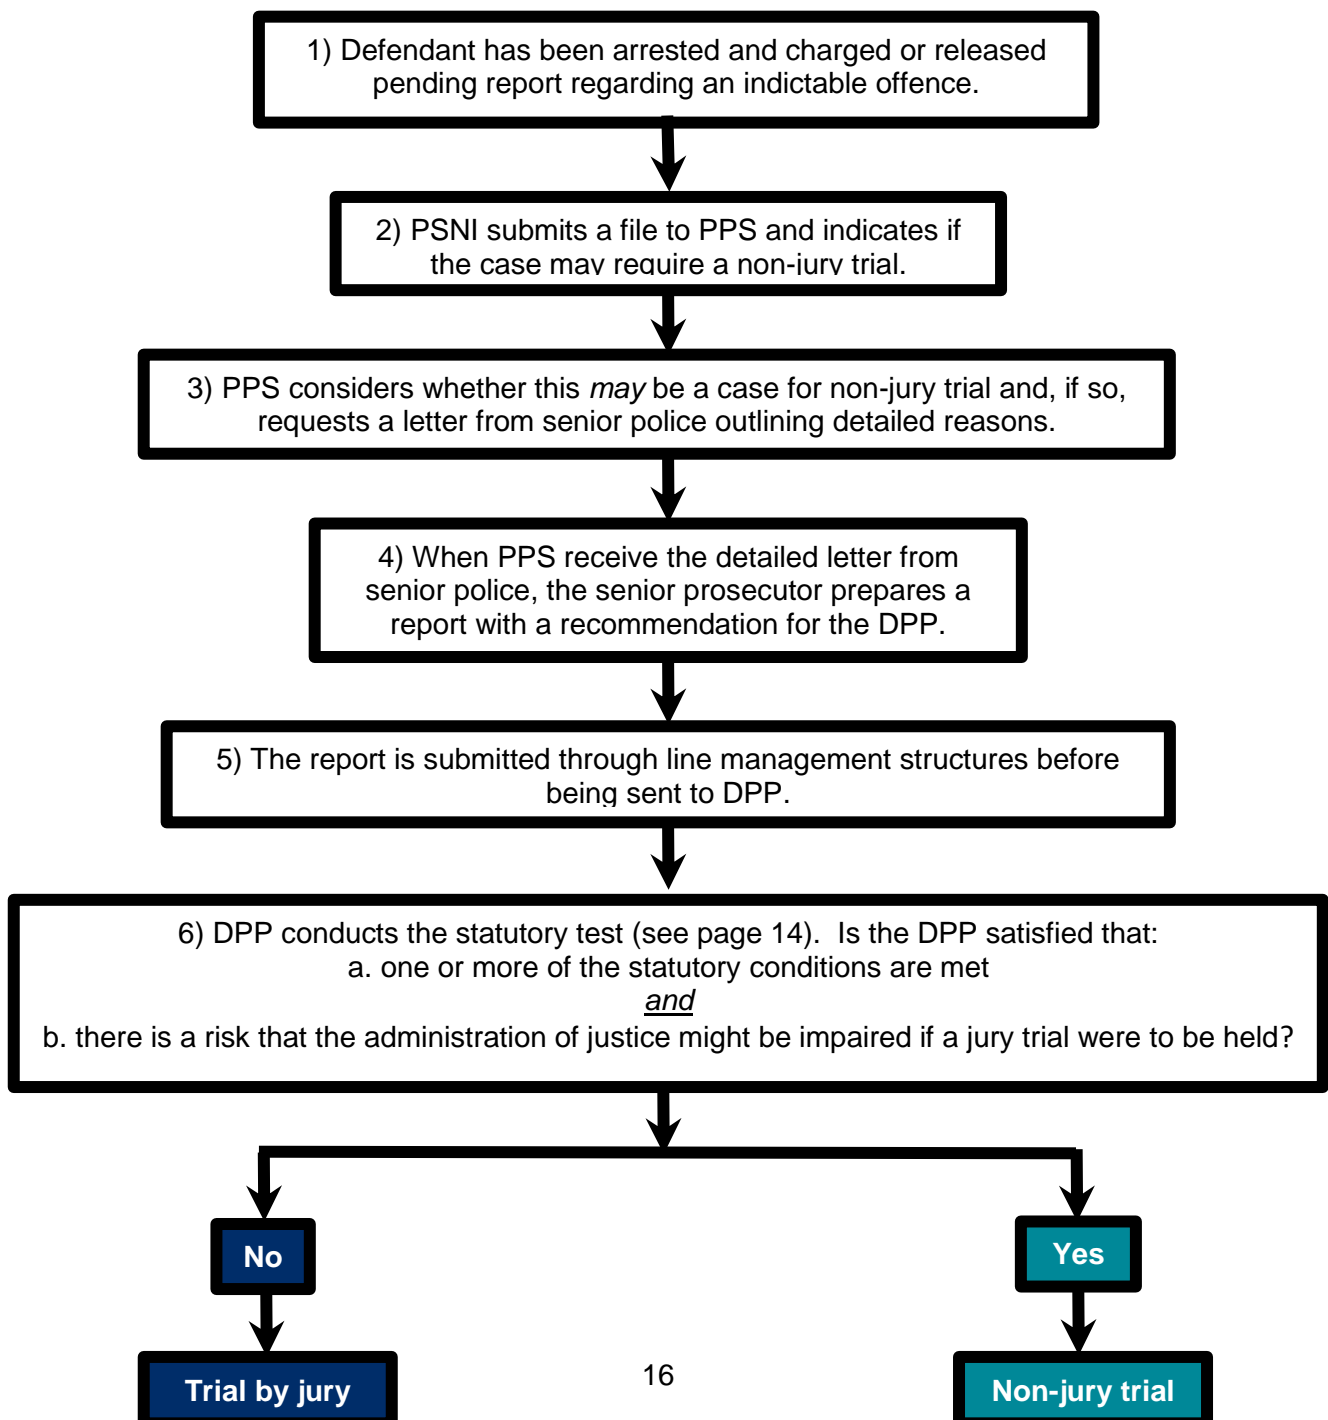 1) Defendant has been arrested and charged or released
pending report regarding an indictable offence.
2) PSNI submits a file to PPS and indicates if
the case may require a non-jury trial.
3) PPS considers whether this may be a case for non-jury trial and, if so,
requests a letter from senior police outlining detailed reasons.
4) When PPS receive the detailed letter from
senior police, the senior prosecutor prepares a
report with a recommendation for the DPP.
5) The report is submitted through line management structures before
being sent to DPP.
6) DPP conducts the statutory test (see page 14).  Is the DPP satisfied that:
a. one or more of the statutory conditions are met
and
b. there is a risk that the administration of justice might be impaired if a jury trial were to be held?
No
Yes
Trial by jury
16
Non-jury trial